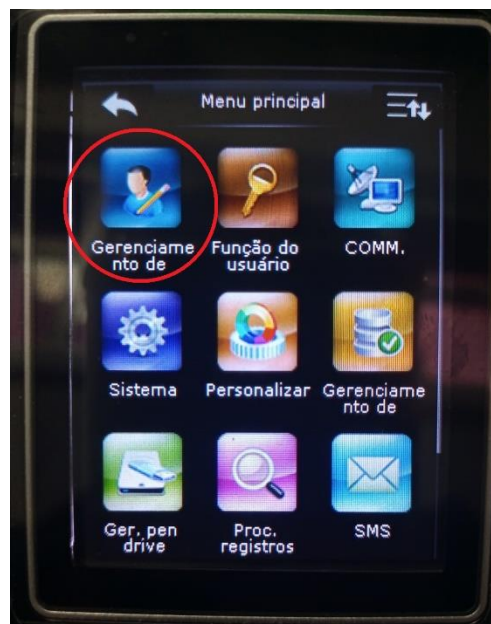 Menu principal
Gerenciame
nto de
Função do
usuário
COMM.
Sistema
Personalizar
Gerenciame
nto de
Ger. pen
drive
Proc.
registros
SMS